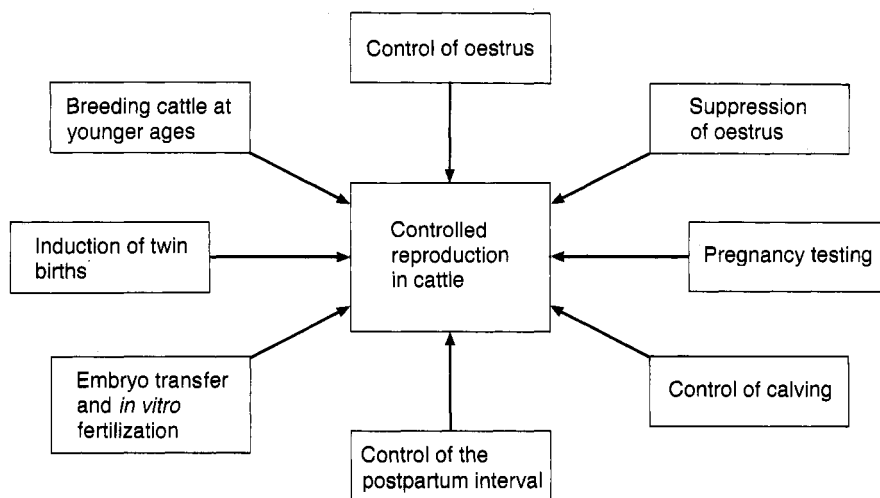 Control of oestrus
Breeding cattle at
younger ages
Suppression
of oestrus
Controlled
reproduction
in cattle
Induction of twin
births
Pregnancy testing
Embryo transfer
and in vitro
fertilization
Control of calving
Control of the
postpartum interval